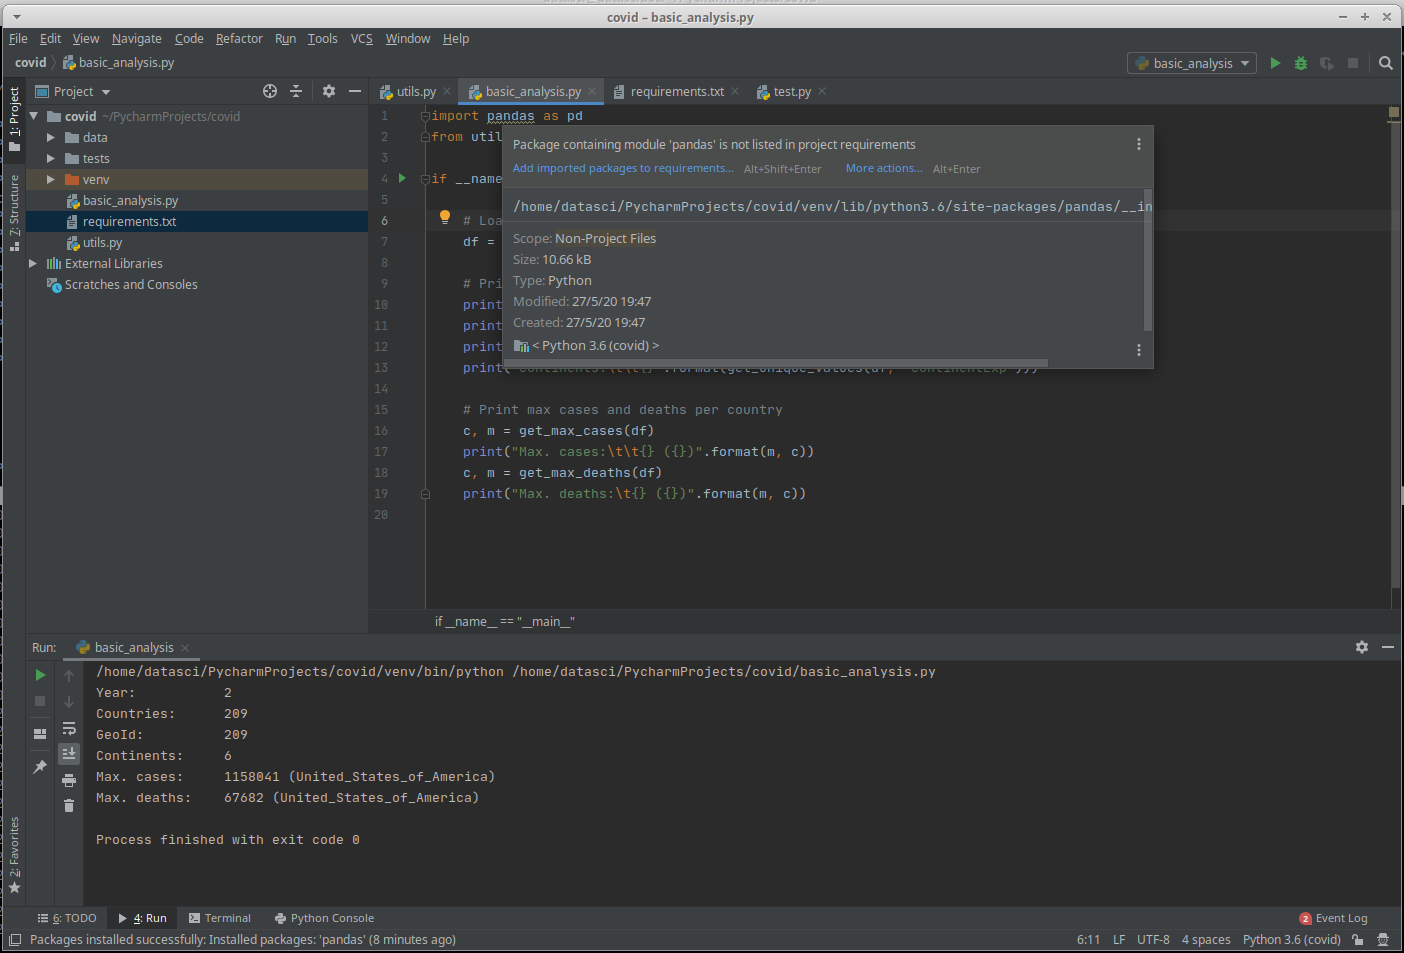 covid – basic_analysis.py
File Edit View Navigate Code Refactor Run Tools VCS Window Help
covid basic_analysis.py
basic_analysis
1: Project
7: Structure
2: Favorites
Project
covid ~/PycharmProjects/covid
data
tests
venv
basic_analysis.py
requirements.txt
utils.py
External Libraries
Scratches and Consoles
utils.py basic_analysis.py requirements.txt test.py
1 import pandas as pd
2 from util
3
4 if __name
5
6 # Loa
7 df =
8
9 # Pri
10 print
11 print
12 print
13 print("Continents:\t\t{}".format(get_unique_values(df, "continentExp")))
14
15 # Print max cases and deaths per country
16 c, m = get_max_cases(df)
17 print("Max. cases:\t\t{} ({})".format(m, c))
18 c, m = get_max_deaths(df)
19 print("Max. deaths:\t{} ({})".format(m, c))
20
Package containing module 'pandas' is not listed in project requirements
Add imported packages to requirements... Alt+Shift+Enter More actions... Alt+Enter
/home/datasci/PycharmProjects/covid/venv/lib/python3.6/site-packages/pandas/__in
Scope: Non-Project Files
Size: 10.66 kB
Type: Python
Modified: 27/5/20 19:47
Created: 27/5/20 19:47
< Python 3.6 (covid) >
if __name__ == "__main__"
Run: basic_analysis
/home/datasci/PycharmProjects/covid/venv/bin/python /home/datasci/PycharmProjects/covid/basic_analysis.py
Year: 2
Countries: 209
GeoId: 209
Continents: 6
Max. cases: 1158041 (United_States_of_America)
Max. deaths: 67682 (United_States_of_America)
Process finished with exit code 0
6: TODO 4: Run Terminal Python Console 2 Event Log
Packages installed successfully: Installed packages: 'pandas' (8 minutes ago) 6:11 LF UTF-8 4 spaces Python 3.6 (covid)